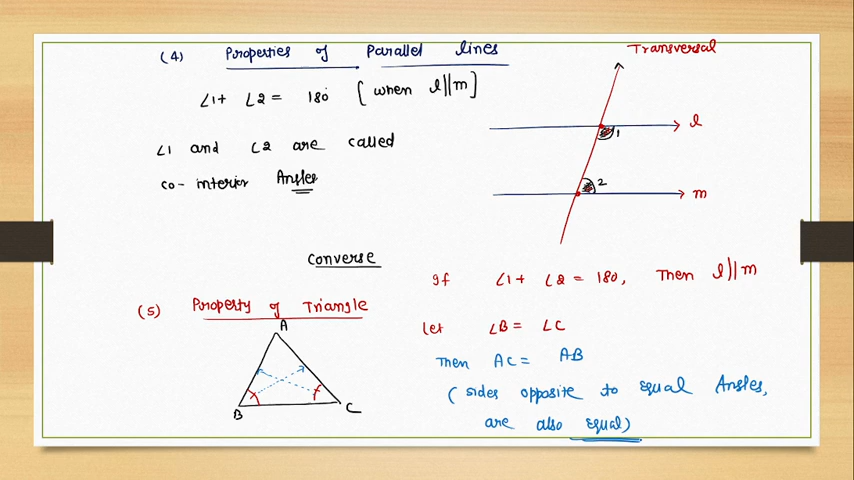 (4) Properties of Parallel lines
∠1+ ∠2 = 180° [when l||m]
∠1 and ∠2 are called
co-interior Angles
Transversal
l
1
2
m
Converse
If ∠1+ ∠2 = 180, Then l||m
(5) Property of Triangle
A
B
C
Let ∠B = ∠C
Then AC = AB
(sides opposite to equal Angles,
are also equal)